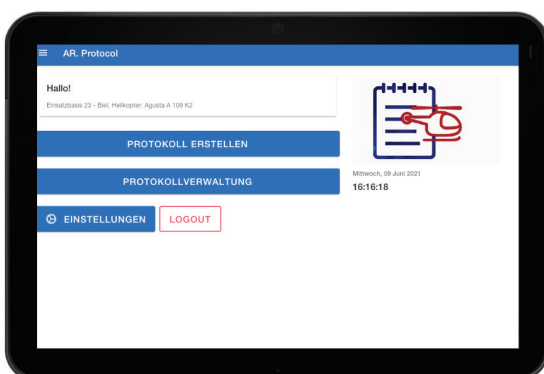 AR. Protocol
Hallo!
Einsatzbasis 23 - Biel, Helikopter: Agusta A 109 K2
PROTOKOLL ERSTELLEN
PROTOKOLLVERWALTUNG
EINSTELLUNGEN
LOGOUT
Mittwoch, 09 Juni 2021
16:16:18